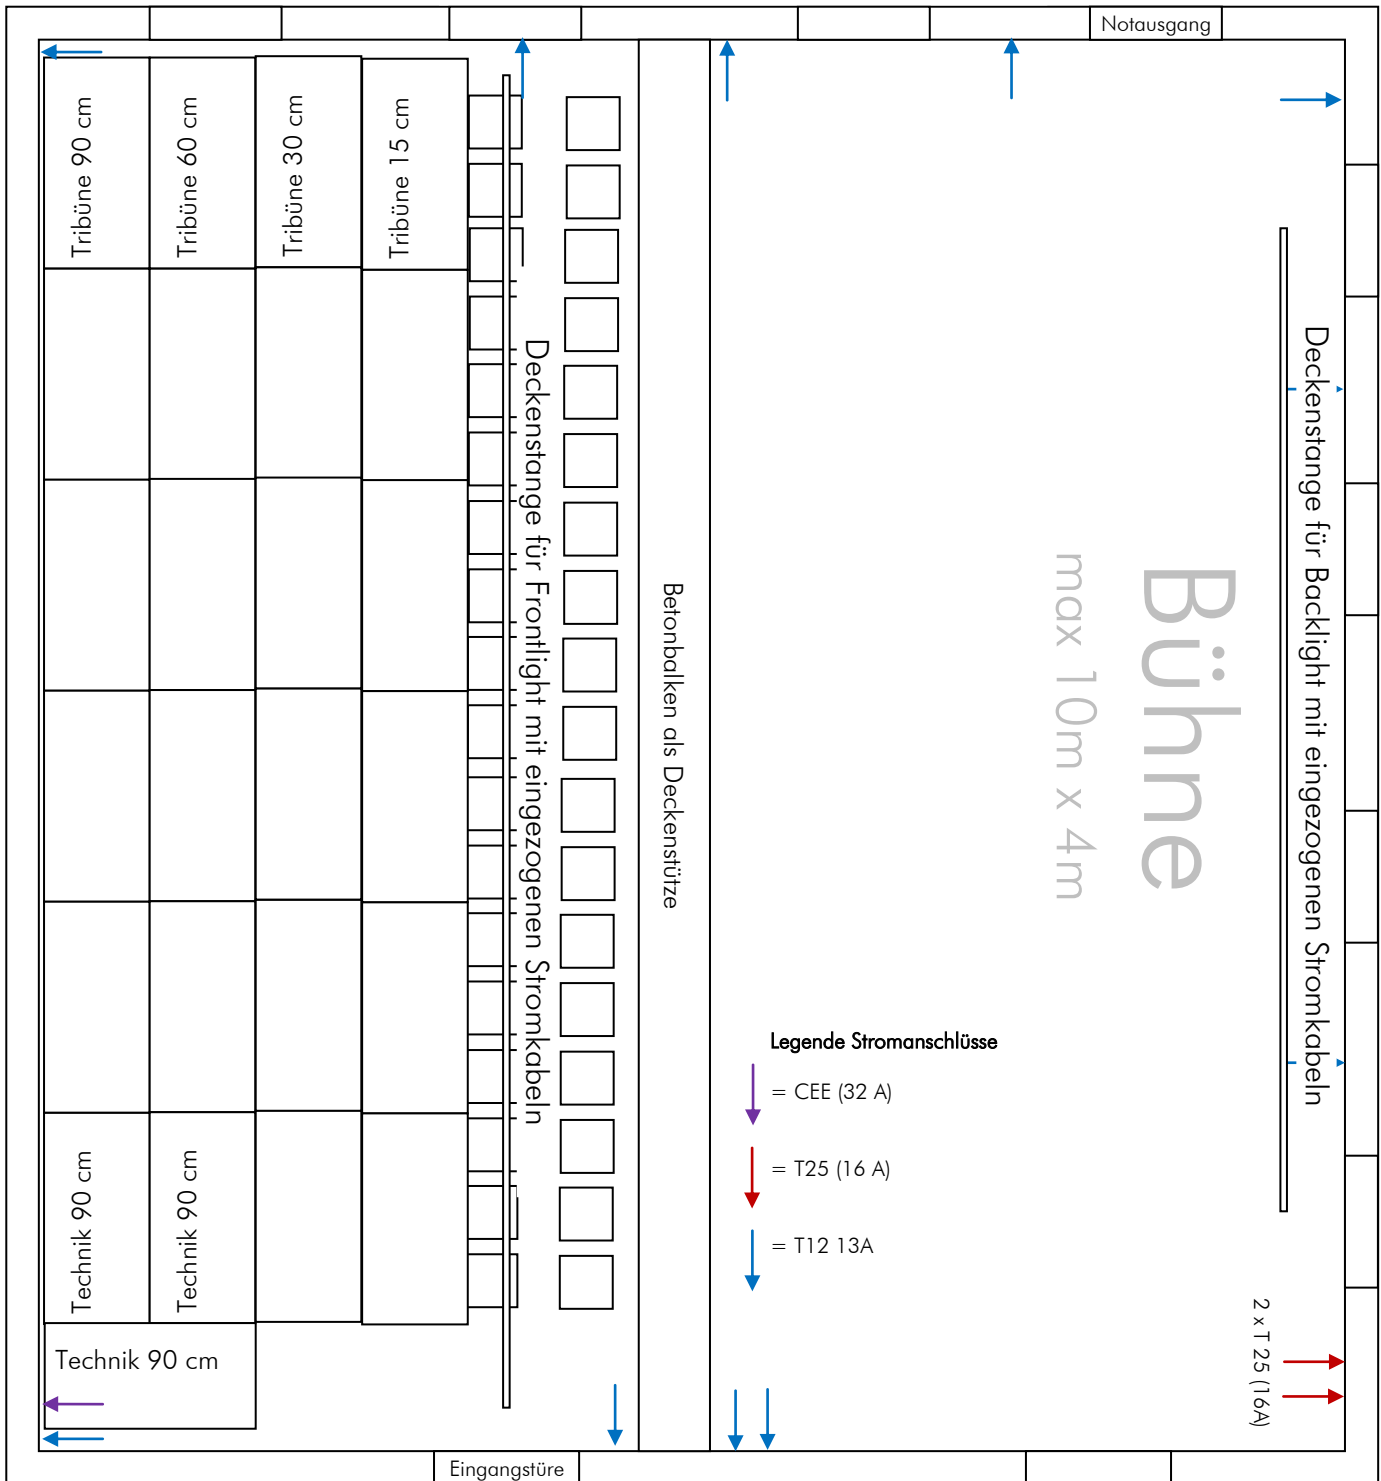 Notausgang
Tribüne 90 cm
Tribüne 60 cm
Tribüne 30 cm
Tribüne 15 cm
Deckenstange für Frontlight mit eingezogenen Stromkabeln
Betonbalken als Deckenstütze
Bühne
max 10m x 4m
Deckenstange für Backlight mit eingezogenen Stromkabeln
Legende Stromanschlüsse
= CEE (32 A)
= T25 (16 A)
= T12 13A
2 x T 25 (16A)
Technik 90 cm
Technik 90 cm
Technik 90 cm
Eingangstüre